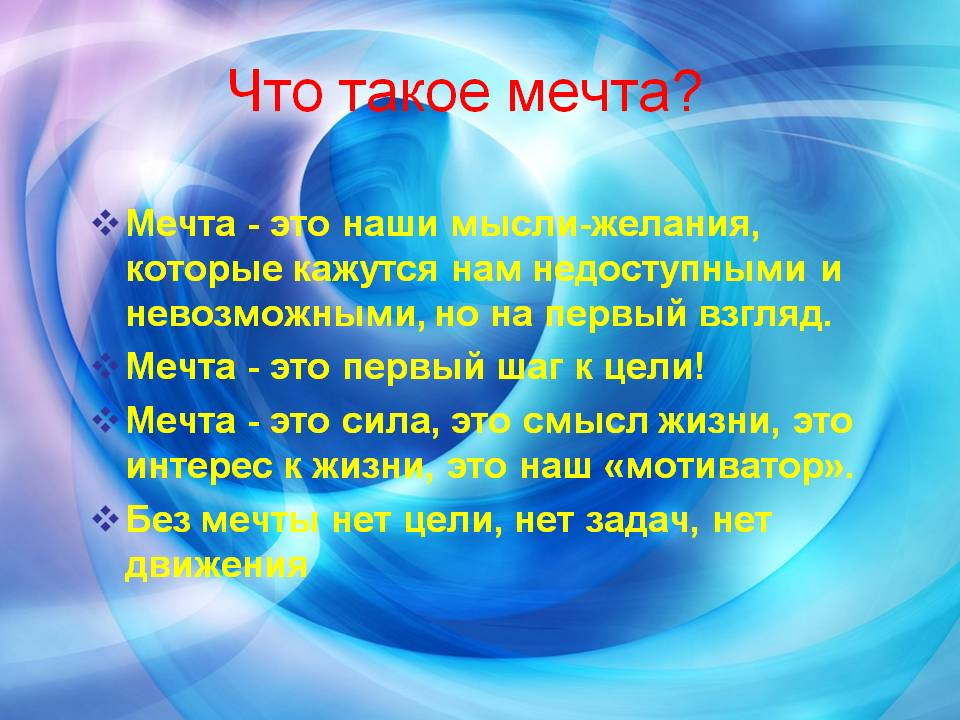 Что такое мечта?
Мечта - это наши мысли-желания,
которые кажутся нам недоступными и
невозможными, но на первый взгляд.
Мечта - это первый шаг к цели!
Мечта - это сила, это смысл жизни, это
интерес к жизни, это наш «мотиватор».
Без мечты нет цели, нет задач, нет
движения